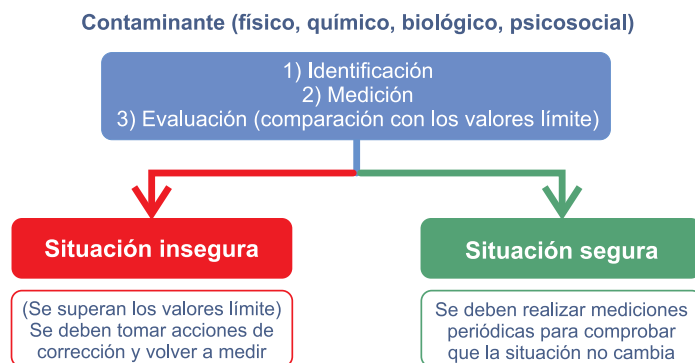 Contaminante (físico, químico, biológico, psicosocial)
1) Identificación
2) Medición
3) Evaluación (comparación con los valores límite)
Situación insegura
(Se superan los valores límite)
Se deben tomar acciones de
corrección y volver a medir
Situación segura
Se deben realizar mediciones
periódicas para comprobar
que la situación no cambia